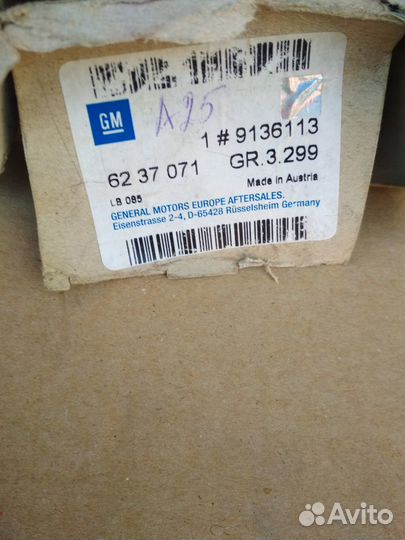 GM
A25
1 # 9136113
62 37 071
GR.3.299
LB 085
Made in Austria
GENERAL MOTORS EUROPE AFTERSALES.
Eisenstrasse 2-4, D-65428 Rüsselsheim Germany
Avito